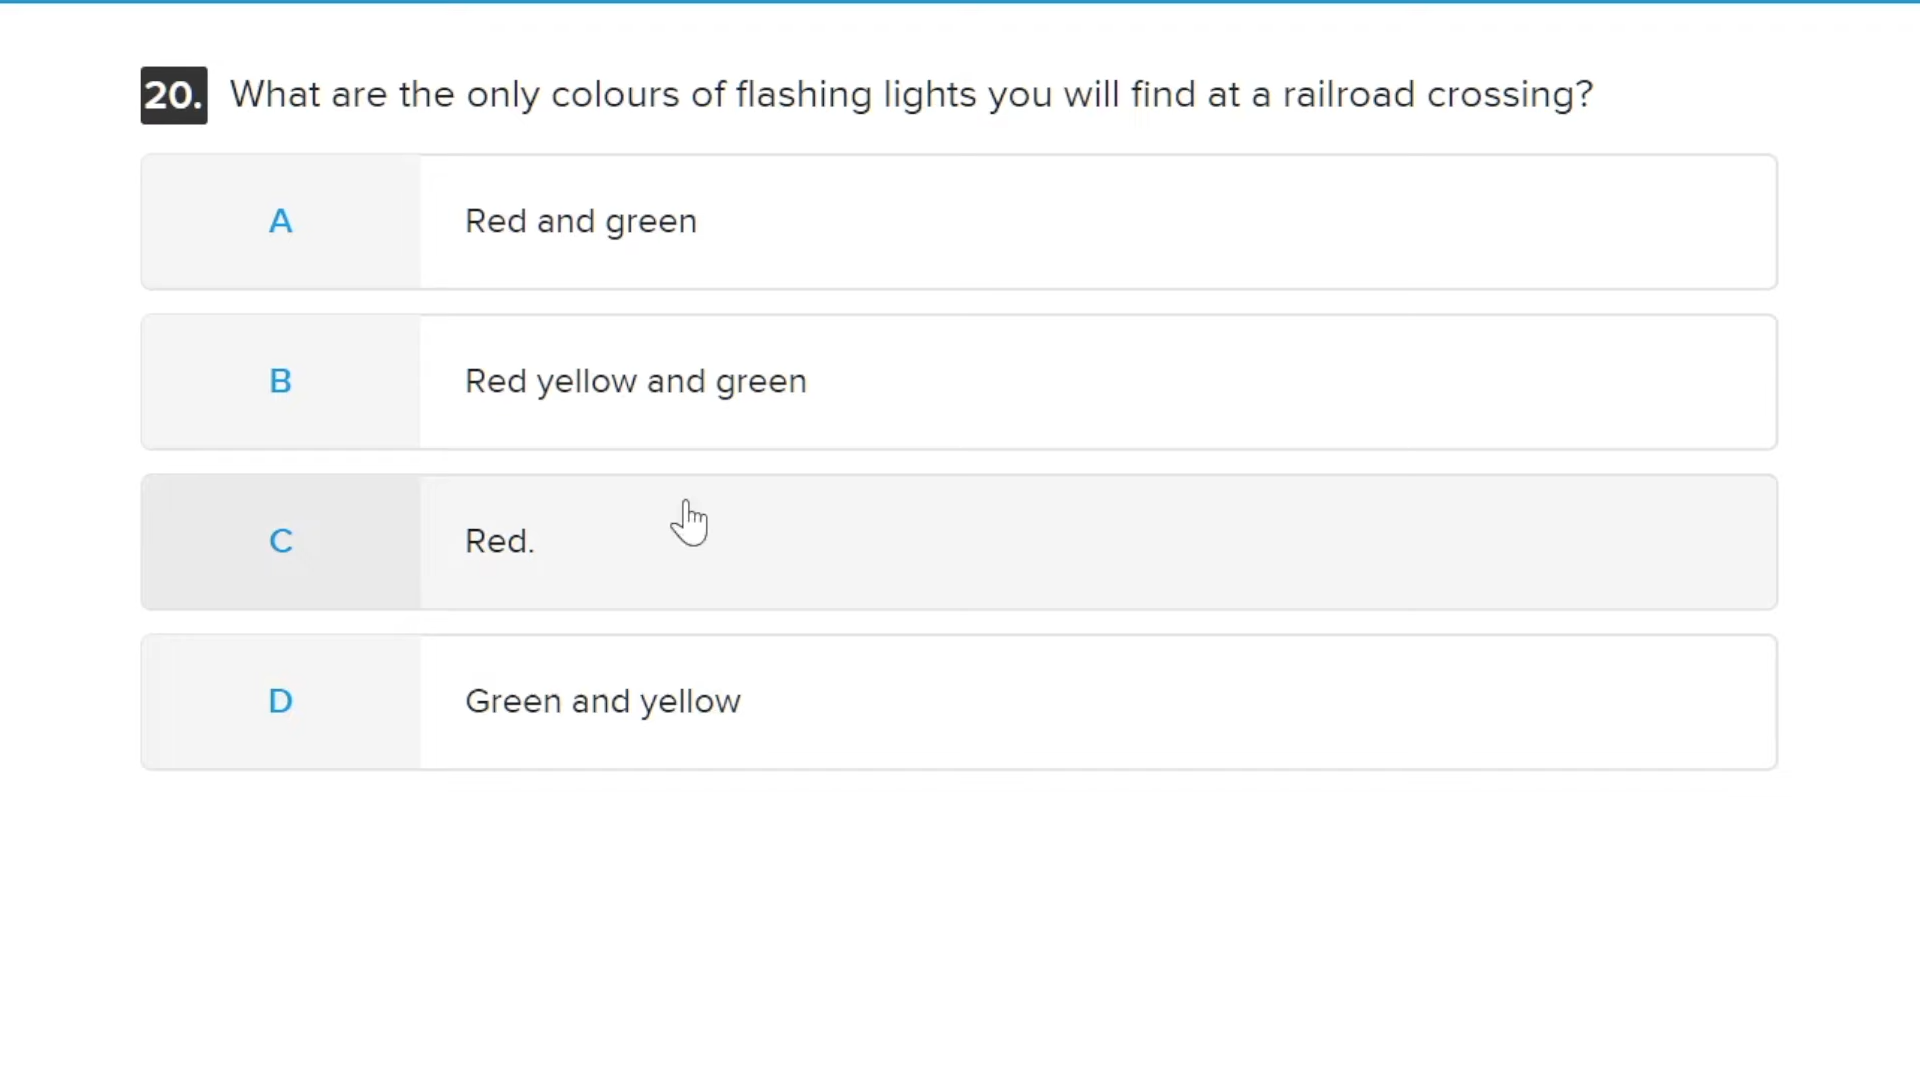 20. What are the only colours of flashing lights you will find at a railroad crossing?
A Red and green
B Red yellow and green
C Red.
D Green and yellow